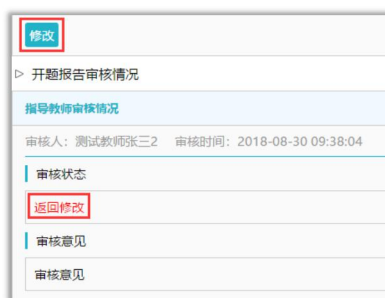 修改
▷ 开题报告审核情况
指导教师审核情况
审核人：测试教师张三2 审核时间：2018-08-30 09:38:04
审核状态
返回修改
审核意见
审核意见